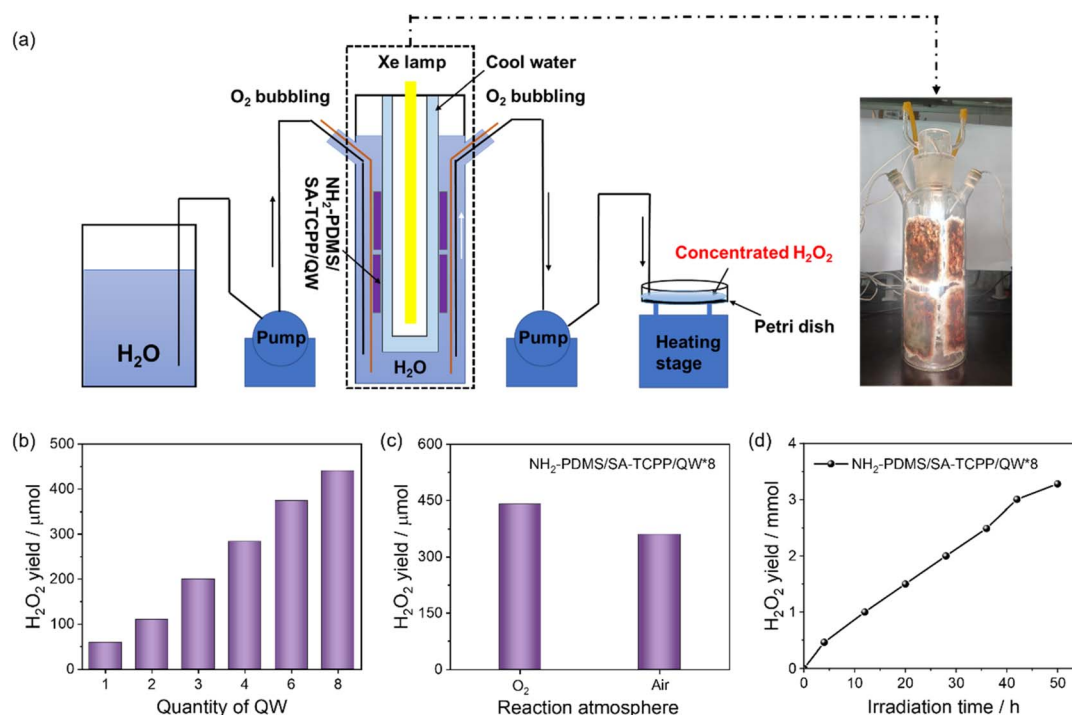 (a)
Xe lamp
Cool water
O₂ bubbling
O₂ bubbling
NH₂-PDMS/
SA-TCPP/QW
H₂O
Pump
H₂O
Pump
Concentrated H₂O₂
Petri dish
Heating
stage
(b)
H₂O₂ yield / μmol
500
400
300
200
100
0
1 2 3 4 6 8
Quantity of QW
(c)
H₂O₂ yield / μmol
600
450
300
150
0
NH₂-PDMS/SA-TCPP/QW*8
O₂ Air
Reaction atmosphere
(d)
H₂O₂ yield / mmol
4
3
2
1
0
NH₂-PDMS/SA-TCPP/QW*8
0 10 20 30 40 50
Irradiation time / h